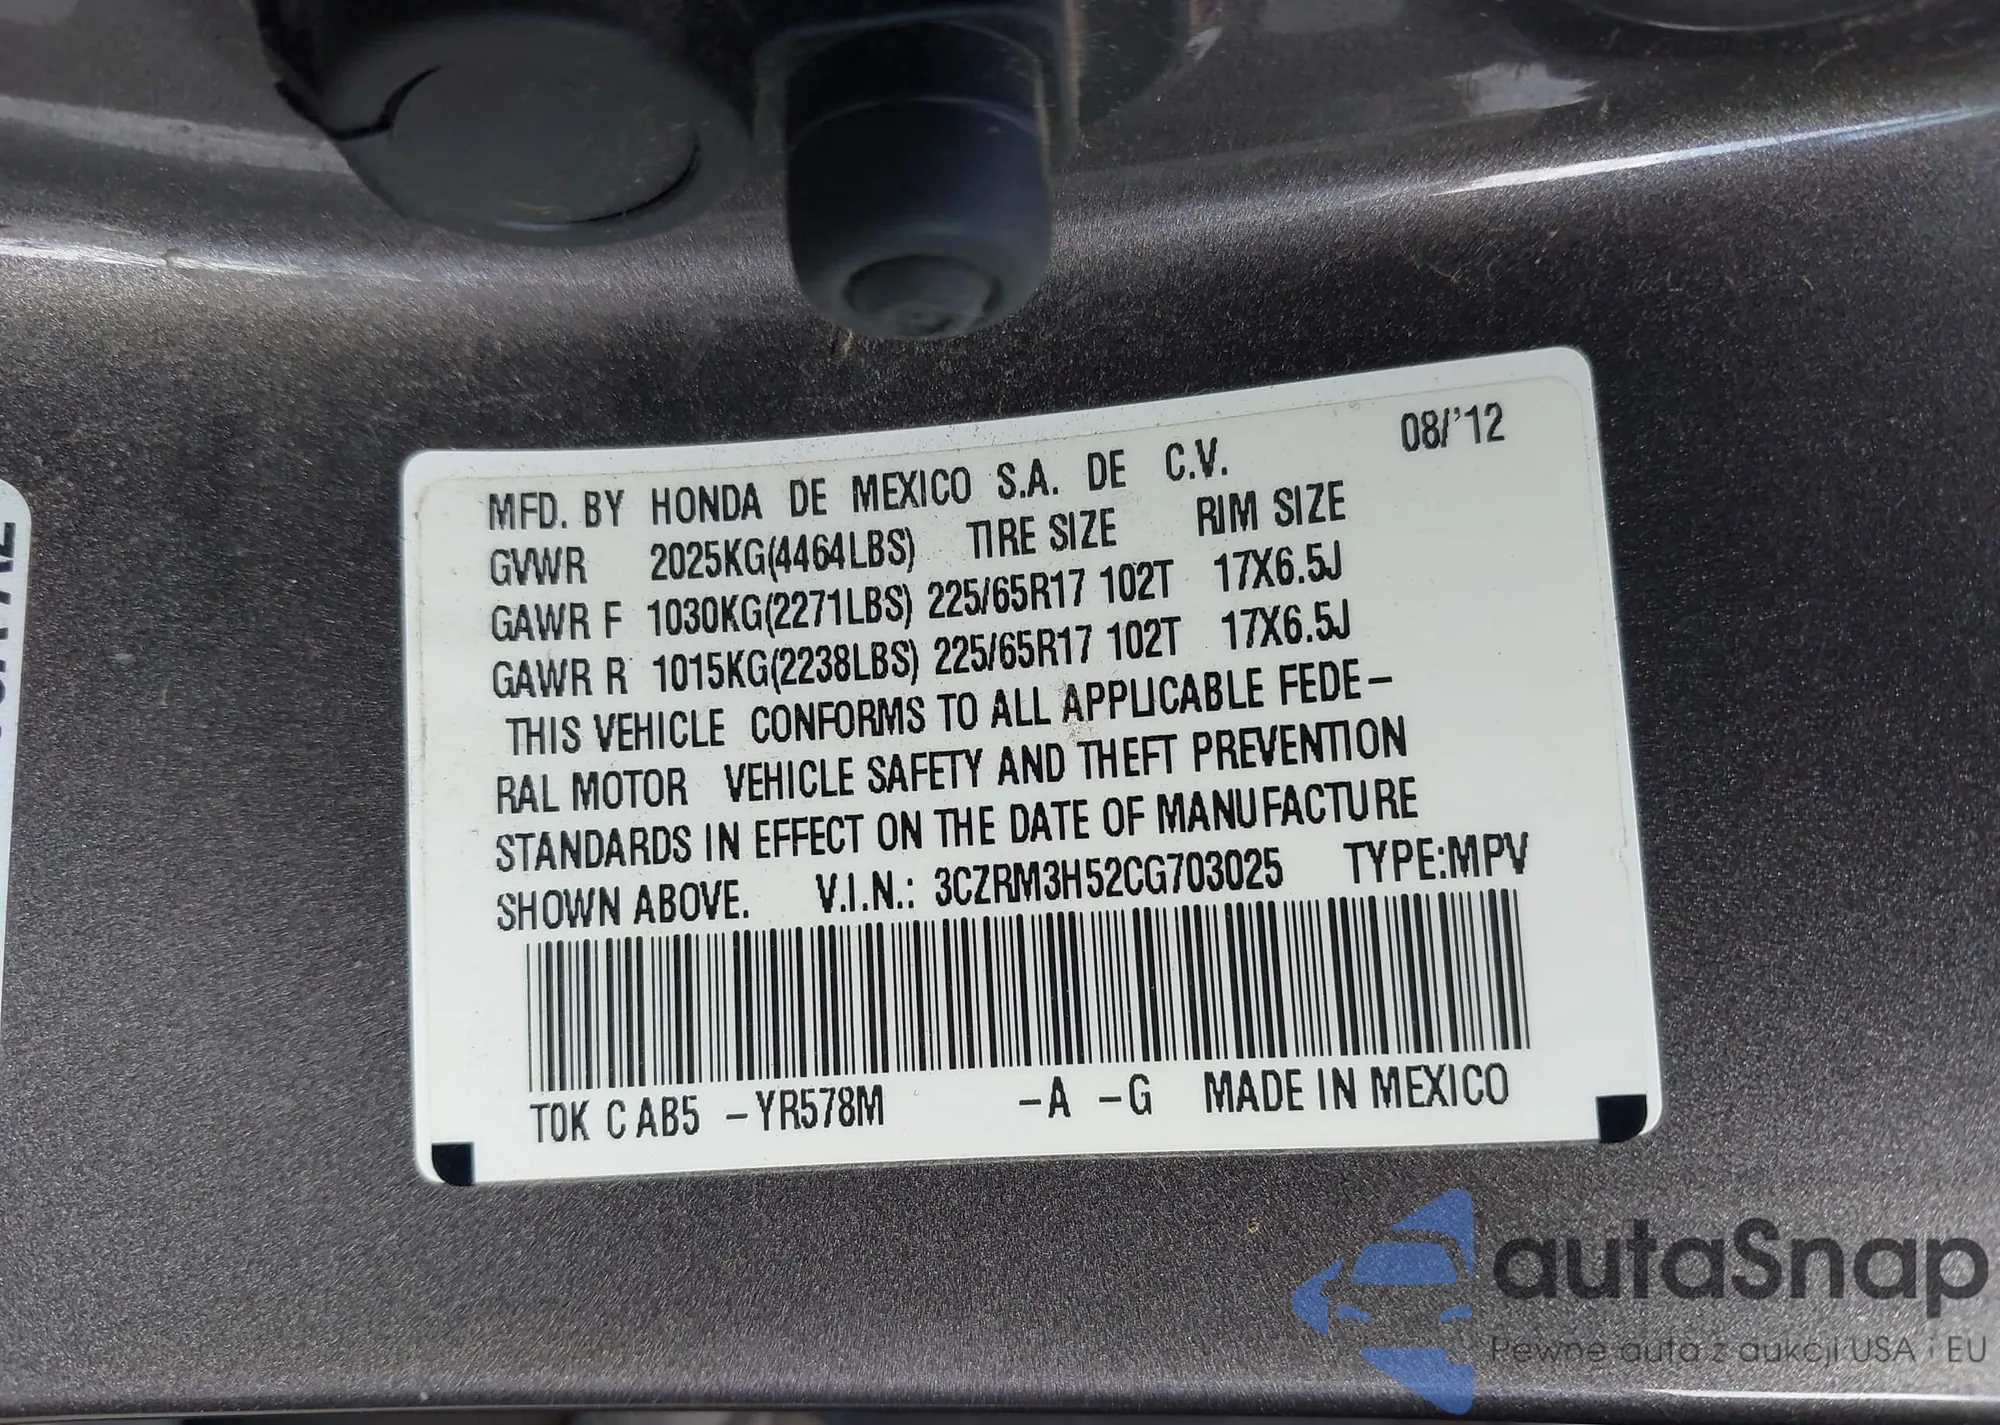 08/'12
MFD. BY HONDA DE MEXICO S.A. DE C.V.
GVWR 2025KG(4464LBS) TIRE SIZE RIM SIZE
GAWR F 1030KG(2271LBS) 225/65R17 102T 17X6.5J
GAWR R 1015KG(2238LBS) 225/65R17 102T 17X6.5J
THIS VEHICLE CONFORMS TO ALL APPLICABLE FEDE-
RAL MOTOR VEHICLE SAFETY AND THEFT PREVENTION
STANDARDS IN EFFECT ON THE DATE OF MANUFACTURE
SHOWN ABOVE. V.I.N.: 3CZRM3H52CG703025 TYPE:MPV
T0K C AB5 -YR578M -A -G MADE IN MEXICO
autaSnap
Pewne auta z aukcji USA i EU